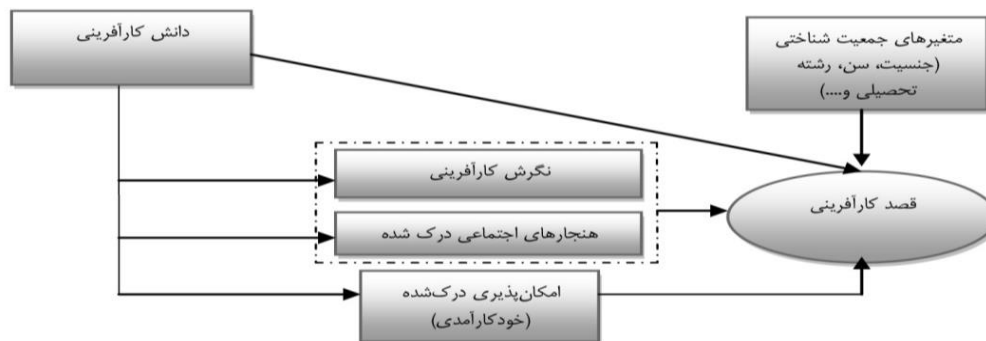 دانش کارآفرینی
متغیرهای جمعیت شناختی
(جنسیت، سن، رشته
تحصیلی و....)
نگرش کارآفرینی
قصد کارآفرینی
هنجارهای اجتماعی درک شده
امکان‌پذیری درک‌شده
(خودکارآمدی)